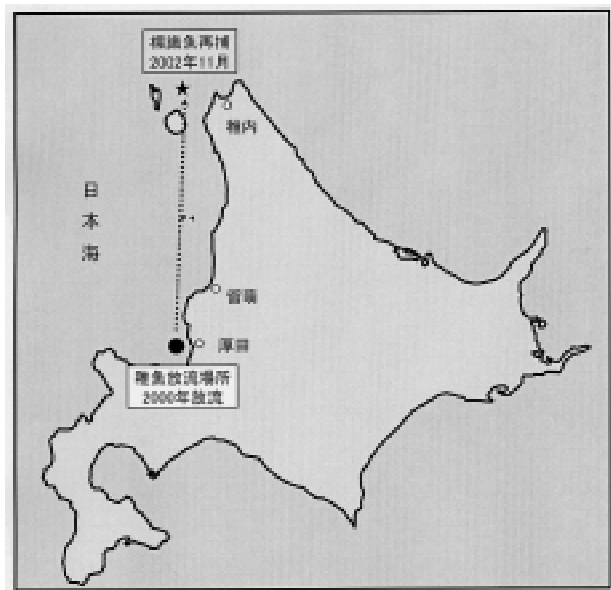 標識魚再捕
2002年11月
稚内
日本海
留萌
厚田
稚魚放流場所
2000年放流